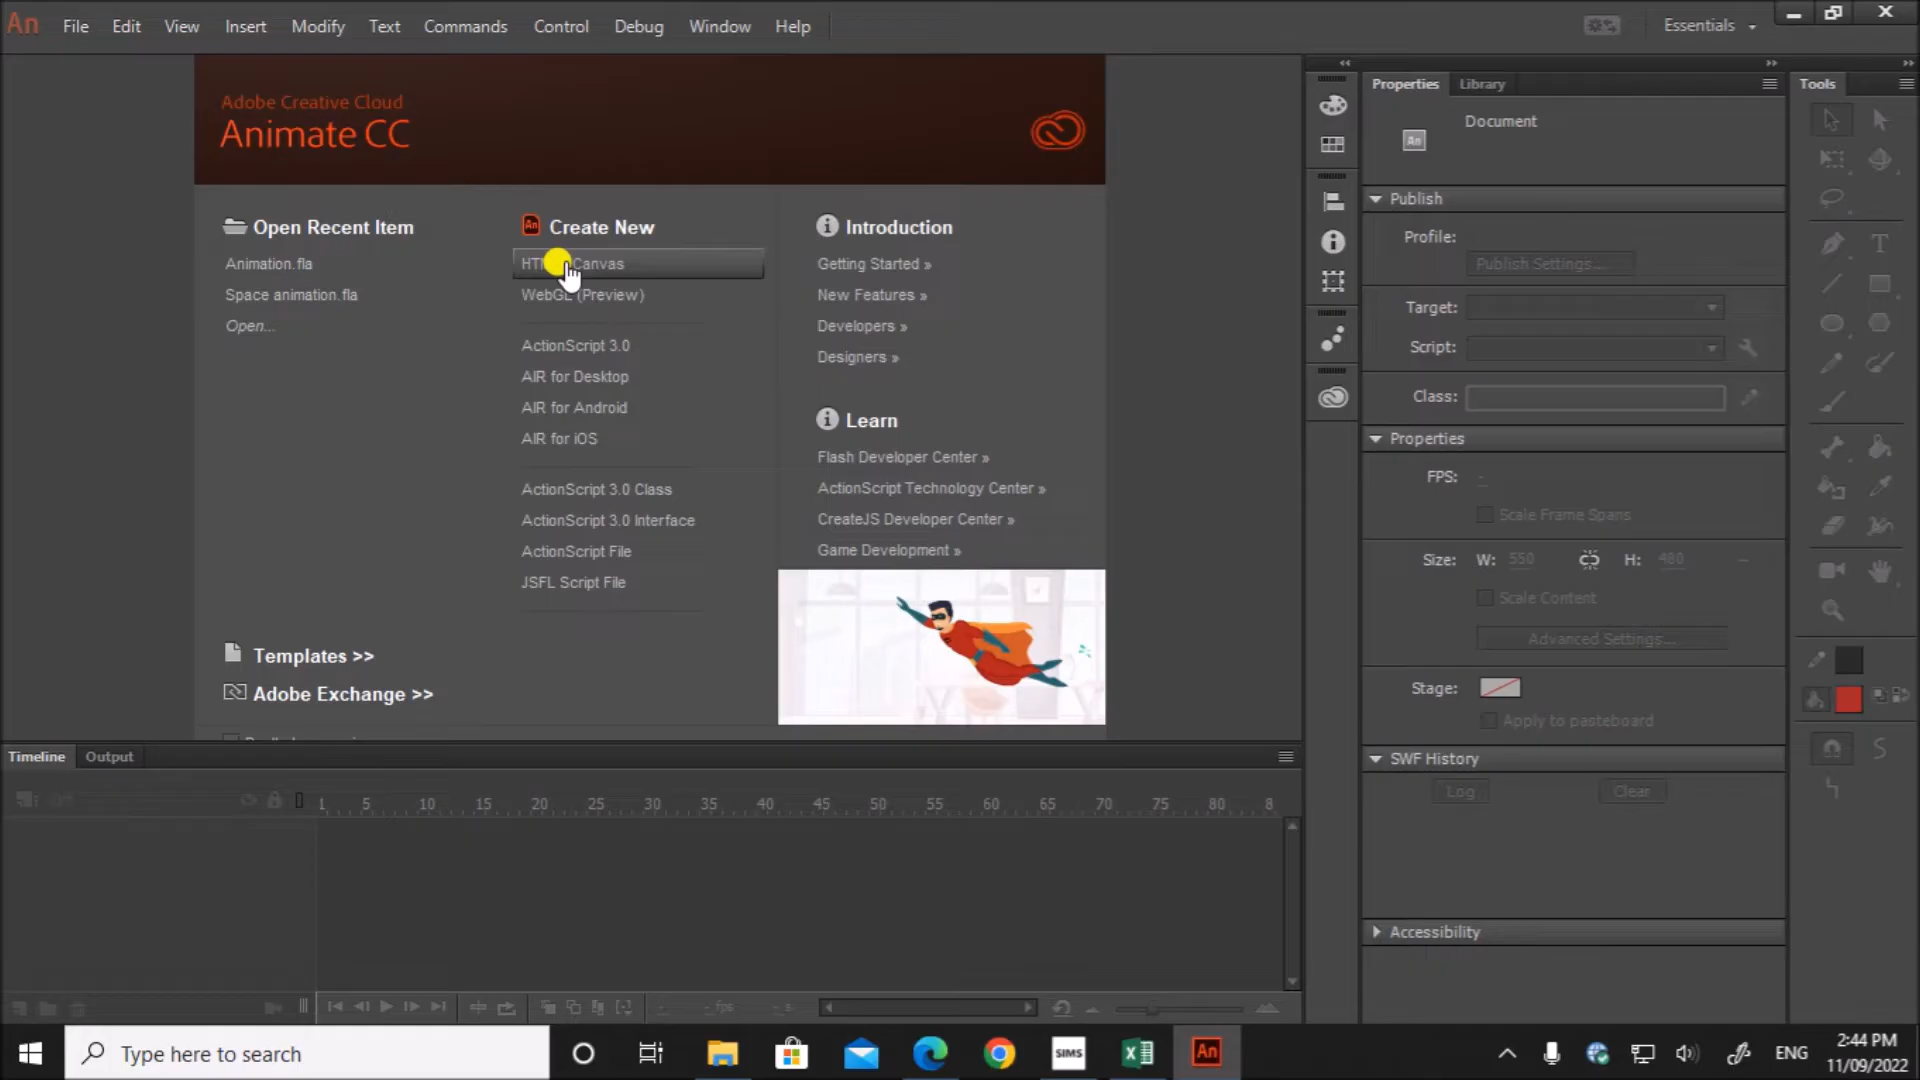 An File Edit View Insert Modify Text Commands Control Debug Window Help Essentials
Adobe Creative Cloud
Animate CC
Open Recent Item
Animation.fla
Space animation.fla
Open...
Templates >>
Adobe Exchange >>
Create New
Canvas
WebGL (Preview)
ActionScript 3.0
AIR for Desktop
AIR for Android
AIR for iOS
ActionScript 3.0 Class
ActionScript 3.0 Interface
ActionScript File
JSFL Script File
Introduction
Getting Started »
New Features »
Developers »
Designers »
Learn
Flash Developer Center »
ActionScript Technology Center »
CreateJS Developer Center »
Game Development »
Properties Library
An Document
Publish
Profile:
Publish Settings...
Target:
Script:
Class:
Properties
FPS: -
Scale Frame Spans
Size: W: 550 H: 480
Scale Content
Advanced Settings...
Stage:
Apply to pasteboard
SWF History
Log Clear
Accessibility
Tools
T
Timeline Output
1 5 10 15 20 25 30 35 40 45 50 55 60 65 70 75 80 8
fps s
Type here to search
SIMS
An
ENG
2:44 PM
11/09/2022